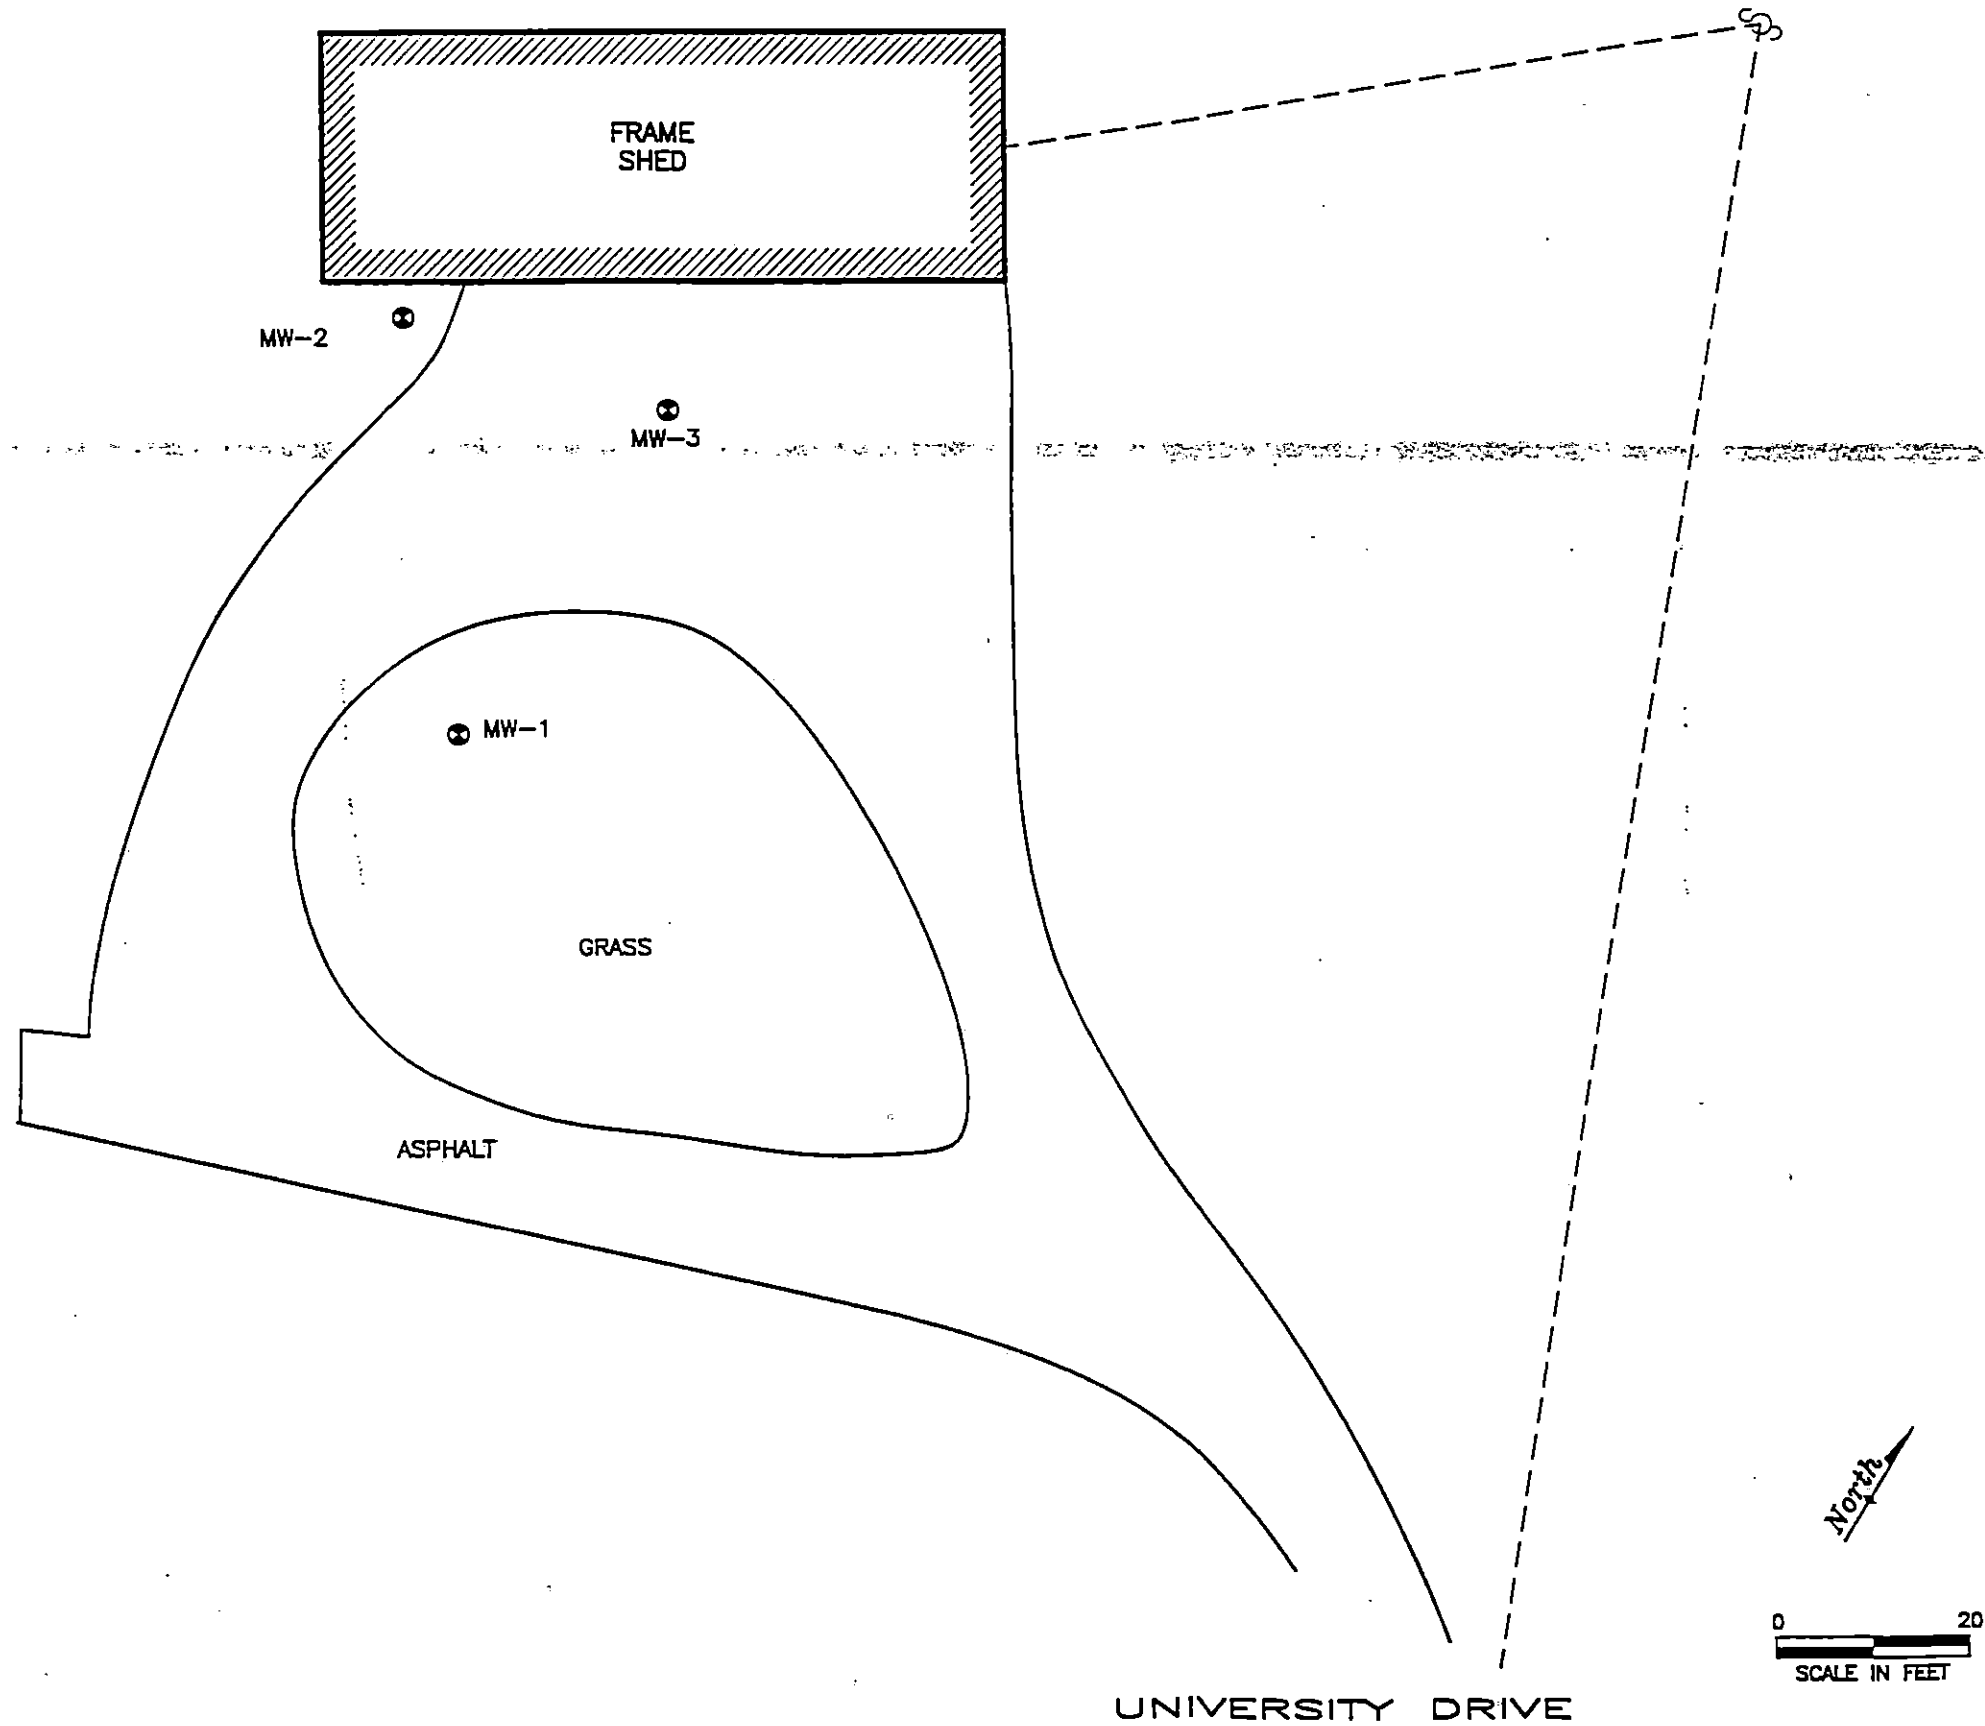 FRAME
SHED
MW-2
MW-3
MW-1
GRASS
ASPHALT
North
0 20
SCALE IN FEET
UNIVERSITY DRIVE